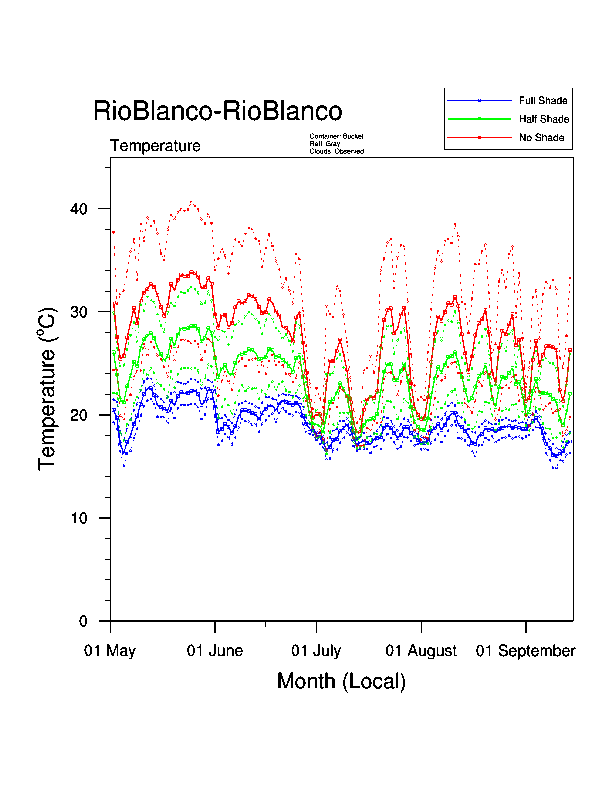 RioBlanco-RioBlanco
Full Shade
Half Shade
No Shade
Temperature
Container: Bucket
Refl: Gray
Clouds: Observed
40
30
20
10
0
Temperature (°C)
01 May
01 June
01 July
01 August
01 September
Month (Local)